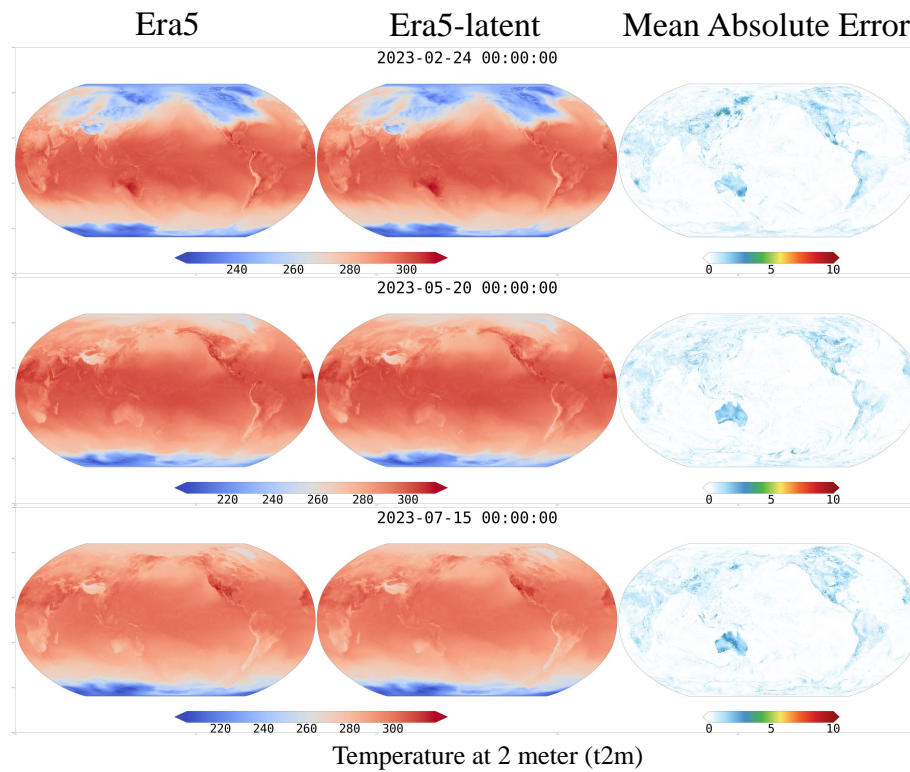 Era5 Era5-latent Mean Absolute Error
2023-02-24 00:00:00
240 260 280 300 0 5 10
2023-05-20 00:00:00
220 240 260 280 300 0 5 10
2023-07-15 00:00:00
220 240 260 280 300 0 5 10
Temperature at 2 meter (t2m)